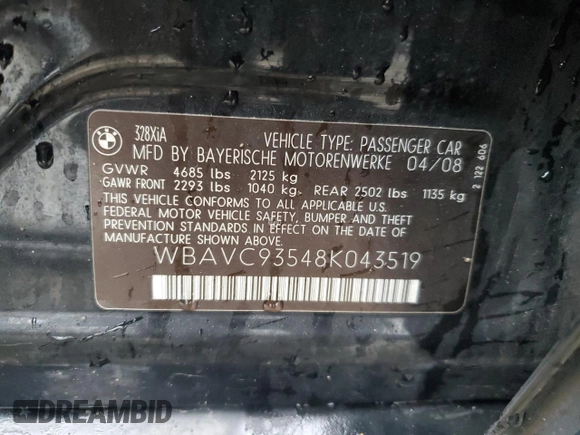 BMW
328XiA
VEHICLE TYPE: PASSENGER CAR
MFD BY BAYERISCHE MOTORENWERKE 04/08
GVWR 4685 lbs 2125 kg
GAWR FRONT 2293 lbs 1040 kg, REAR 2502 lbs 1135 kg
THIS VEHICLE CONFORMS TO ALL APPLICABLE U.S.
FEDERAL MOTOR VEHICLE SAFETY, BUMPER AND THEFT
PREVENTION STANDARDS IN EFFECT ON THE DATE
OF MANUFACTURE SHOWN ABOVE.
WBAVC93548K043519
2 122 606
DREAMBID